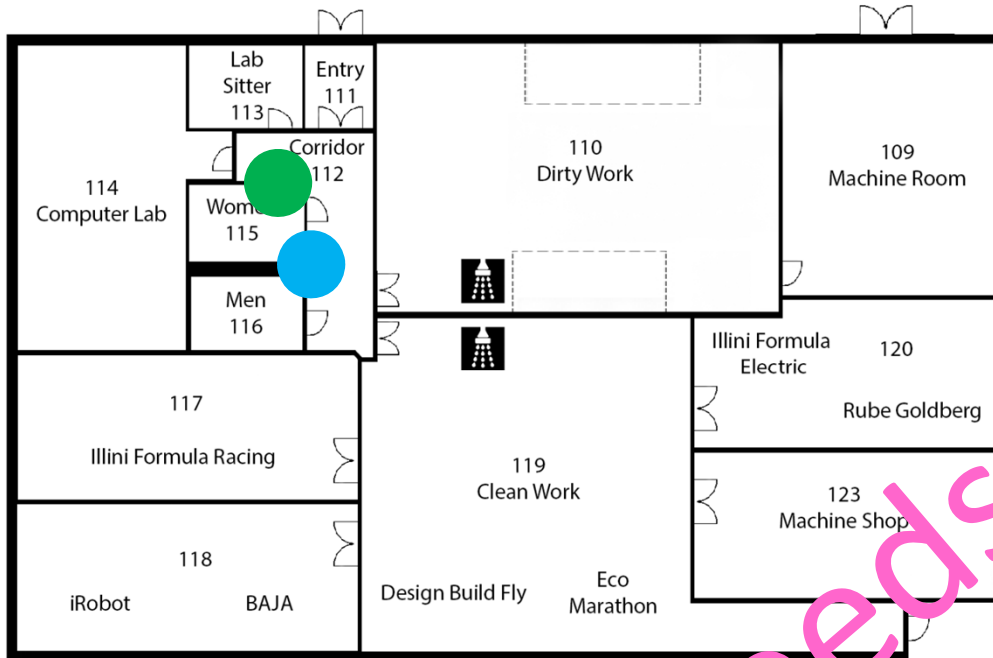 Lab
Sitter
113
Entry
111
Corridor
112
110
Dirty Work
109
Machine Room
114
Computer Lab
115
Men
116
Illini Formula
Electric
120
Rube Goldberg
117
Illini Formula Racing
119
Clean Work
123
Machine Shop
118
iRobot
BAJA
Design Build Fly
Eco
Marathon